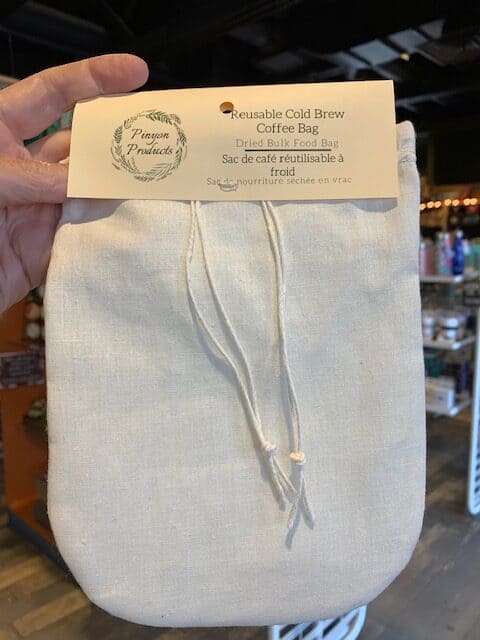 Pinyon
Products
Reusable Cold Brew
Coffee Bag
Dried Bulk Food Bag
Sac de café réutilisable à
froid
Sac de nourriture séchée en vrac